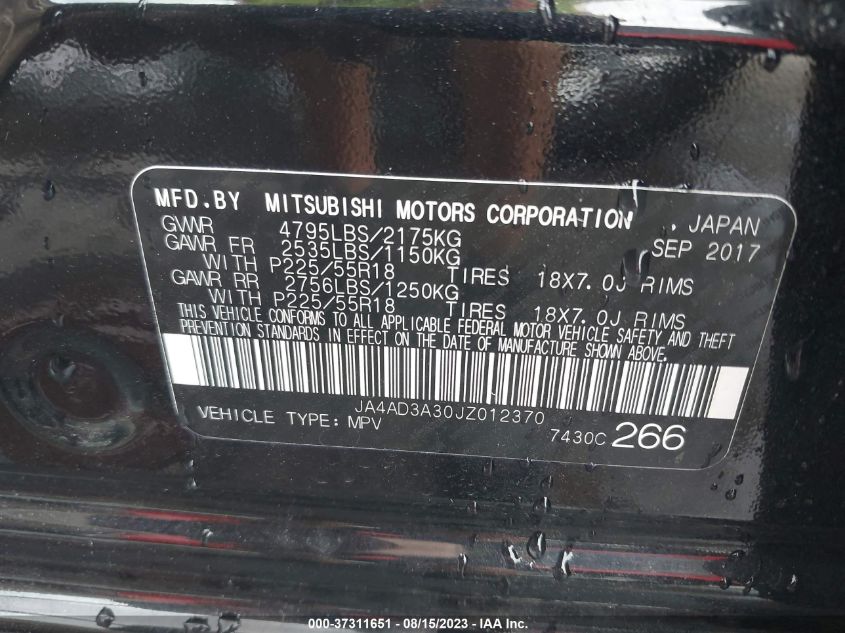 MFD.BY MITSUBISHI MOTORS CORPORATION , JAPAN
GVWR 4795LBS/2175KG SEP 2017
GAWR FR 2535LBS/1150KG
WITH P225/55R18 TIRES 18X7.0J RIMS
GAWR RR 2756LBS/1250KG
WITH P225/55R18 TIRES 18X7.0J RIMS
THIS VEHICLE CONFORMS TO ALL APPLICABLE FEDERAL MOTOR VEHICLE SAFETY AND THEFT
PREVENTION STANDARDS IN EFFECT ON THE DATE OF MANUFACTURE SHOWN ABOVE.
JA4AD3A30JZ012370
VEHICLE TYPE: MPV 7430C 266
000-37311651 - 08/15/2023 - IAA Inc.